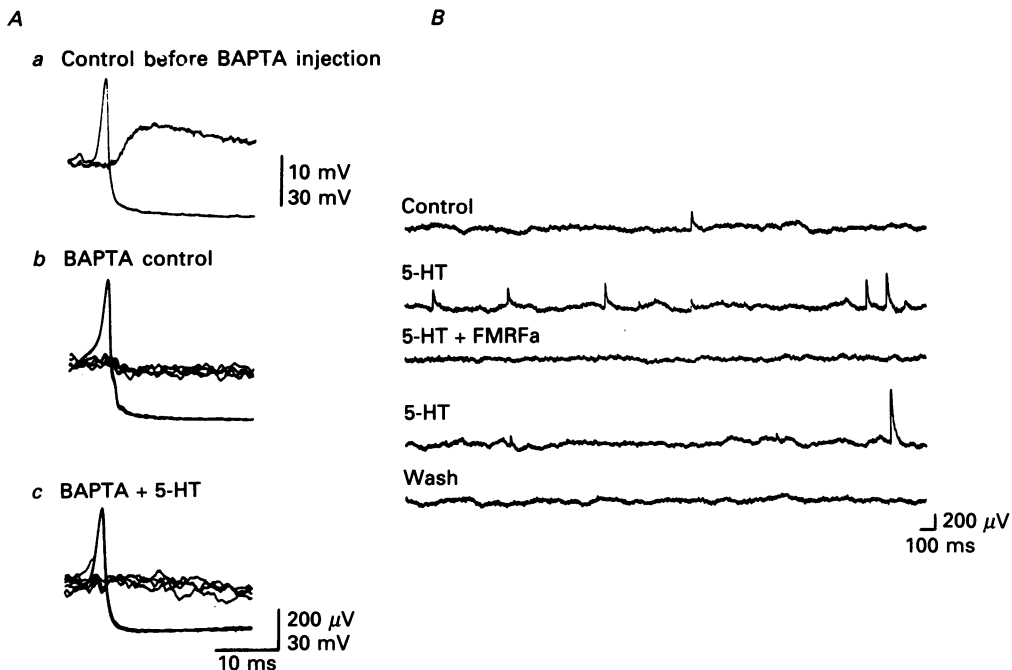 A
a Control before BAPTA injection
10 mV
30 mV
b BAPTA control
c BAPTA + 5-HT
200 µV
30 mV
10 ms
B
Control
5-HT
5-HT + FMRFa
5-HT
Wash
200 µV
100 ms